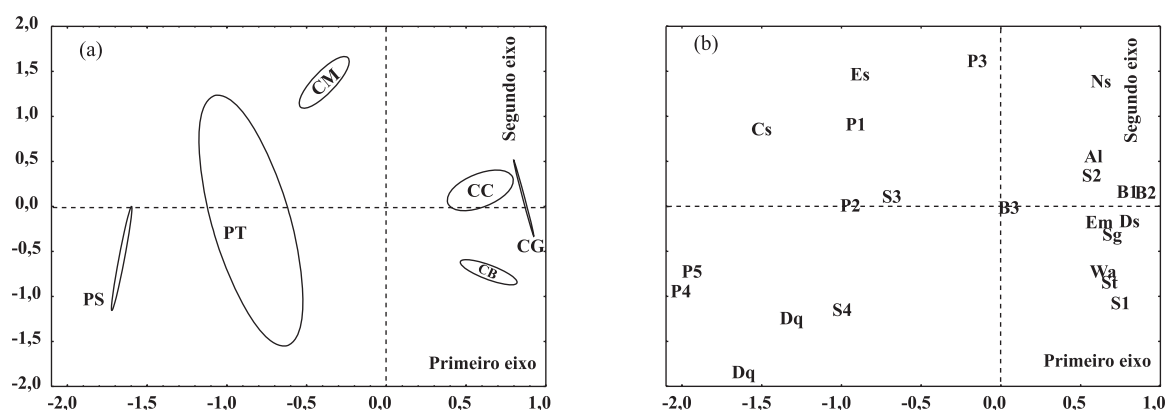 (a)
2,0
1,5
1,0
0,5
0,0
-0,5
-1,0
-1,5
-2,0
CM
Segundo eixo
CC
PT
CG
CB
PS
Primeiro eixo
-2,0 -1,5 -1,0 -0,5 0,0 0,5 1,0
(b)
P3
Es
Ns
Segundo eixo
Cs P1
Al
S2
B1 B2
S3
P2 B3
Em Ds
Sg
P5 Wa
P4 St
S4 S1
Dq
Primeiro eixo
Dq
-2,0 -1,5 -1,0 -0,5 0,0 0,5 1,0